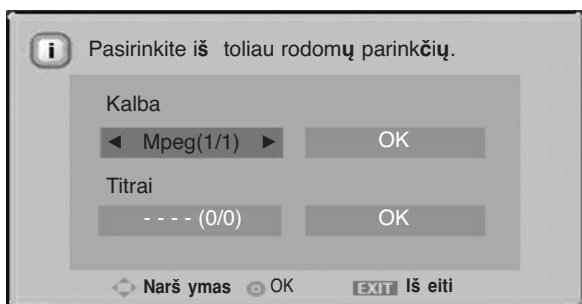 Pasirinkite iš toliau rodomų parinkčių.
Kalba
◄ Mpeg(1/1) ► OK
Titrai
- - - - (0/0) OK
Narš ymas OK EXIT Iš eiti